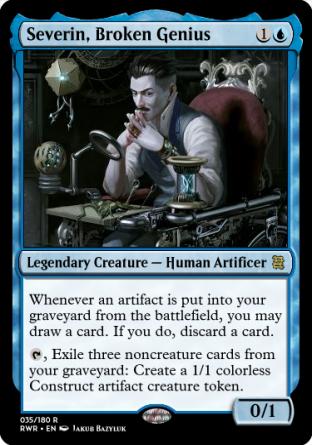 Severin, Broken Genius 1
Legendary Creature — Human Artificer
Whenever an artifact is put into your
graveyard from the battlefield, you may
draw a card. If you do, discard a card.
, Exile three noncreature cards from
your graveyard: Create a 1/1 colorless
Construct artifact creature token.
035/180 R
RWR • EN JAKUB BAZYLUK
0/1